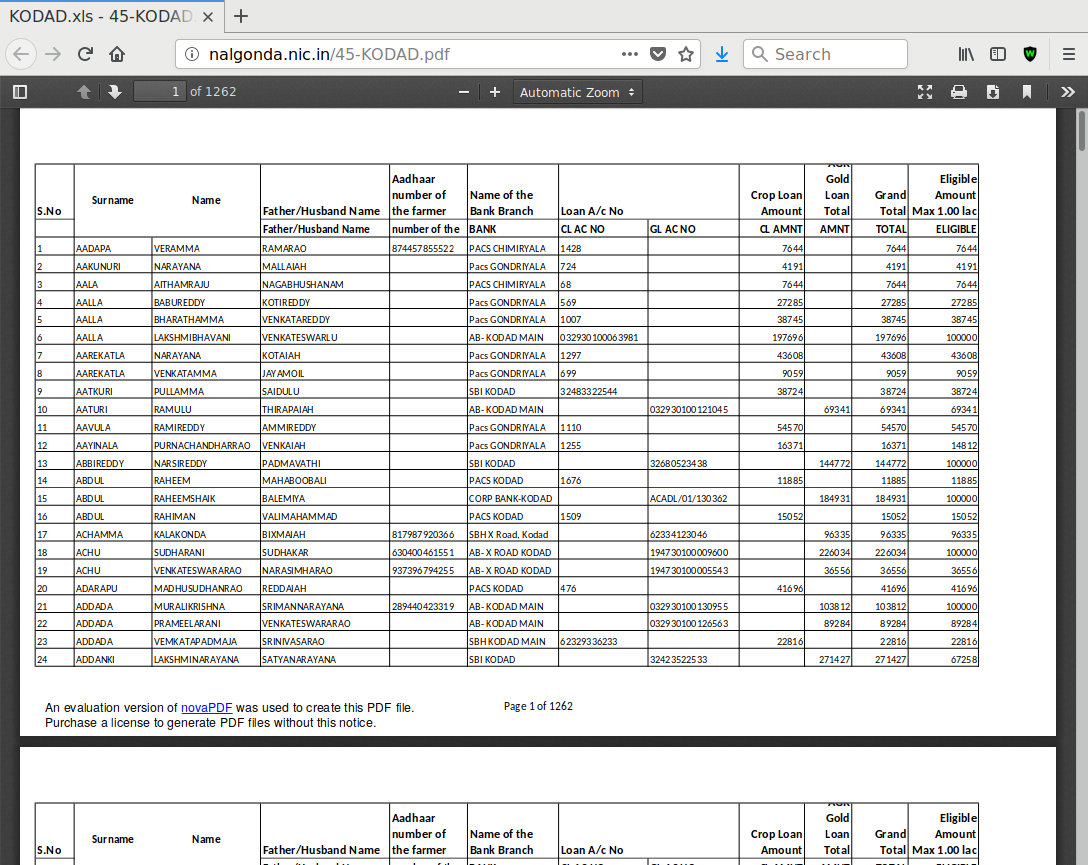 KODAD.xls - 45-KODAD
nalgonda.nic.in/45-KODAD.pdf
Search
1 of 1262
Automatic Zoom
S.No Surname Name Father/Husband Name Aadhaar number of the farmer Name of the Bank Branch Loan A/c No Crop Loan Amount Gold Loan Total Grand Total Eligible Amount Max 1.00 lac
Father/Husband Name number of the BANK CL AC NO GL AC NO CL AMNT AMNT TOTAL ELIGIBLE
1 AADAPA VERAMMA RAMARAO 874457855522 PACS CHIMIRYALA 1428 7644 7644 7644
2 AAKUNURI NARAYANA MALLAIAH Pacs GONDRIYALA 724 4191 4191 4191
3 AALA AITHAMRAJU NAGABHUSHANAM PACS CHIMIRYALA 68 7644 7644 7644
4 AALLA BABUREDDY KOTIREDDY Pacs GONDRIYALA 569 27285 27285 27285
5 AALLA BHARATHAMMA VENKATAREDDY Pacs GONDRIYALA 1007 38745 38745 38745
6 AALLA LAKSHMIBHAVANI VENKATESWARLU AB- KODAD MAIN 032930100063981 197696 197696 100000
7 AAREKATLA NARAYANA KOTAIAH Pacs GONDRIYALA 1297 43608 43608 43608
8 AAREKATLA VENKATAMMA JAYAMOIL Pacs GONDRIYALA 699 9059 9059 9059
9 AATKURI PULLAMMA SAIDULU SBI KODAD 32483322544 38724 38724 38724
10 AATURI RAMULU THIRAPAIAH AB- KODAD MAIN 032930100121045 69341 69341 69341
11 AAVULA RAMIREDDY AMMIREDDY Pacs GONDRIYALA 1110 54570 54570 54570
12 AAYINALA PURNACHANDHARRAO VENKAIAH Pacs GONDRIYALA 1255 16371 16371 14812
13 ABBIREDDY NARSIREDDY PADMAVATHI SBI KODAD 32680523438 144772 144772 100000
14 ABDUL RAHEEM MAHABOOBALI PACS KODAD 1676 11885 11885 11885
15 ABDUL RAHEEMSHAIK BALEMIYA CORP BANK-KODAD ACADL/01/130362 184931 184931 100000
16 ABDUL RAHIMAN VALIMAHAMMAD PACS KODAD 1509 15052 15052 15052
17 ACHAMMA KALAKONDA BIXMAIAH 817987920366 SBH X Road, Kodad 62334123046 96335 96335 96335
18 ACHU SUDHARANI SUDHAKAR 630400461551 AB- X ROAD KODAD 194730100009600 226034 226034 100000
19 ACHU VENKATESWARARAO NARASIMHARAO 937396794255 AB- X ROAD KODAD 194730100005543 36556 36556 36556
20 ADARAPU MADHUSUDHANRAO REDDAIAH PACS KODAD 476 41696 41696 41696
21 ADDADA MURALIKRISHNA SRIMANNARAYANA 289440423319 AB- KODAD MAIN 032930100130955 103812 103812 100000
22 ADDADA PRAMEELARANI VENKATESWARARAO AB- KODAD MAIN 032930100126563 89284 89284 89284
23 ADDADA VEMKATAPADMAJA SRINIVASARAO SBH KODAD MAIN 62329336233 22816 22816 22816
24 ADDANKI LAKSHMINARAYANA SATYANARAYANA SBI KODAD 32423522533 271427 271427 67258
An evaluation version of novaPDF was used to create this PDF file.
Purchase a license to generate PDF files without this notice.
Page 1 of 1262
S.No Surname Name Father/Husband Name Aadhaar number of the farmer Name of the Bank Branch Loan A/c No Crop Loan Amount Gold Loan Total Grand Total Eligible Amount Max 1.00 lac